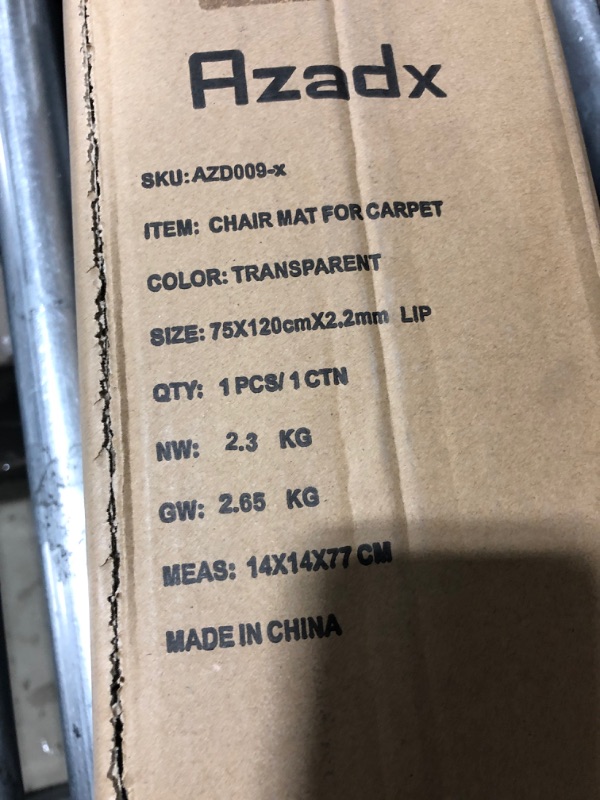 Azadx
SKU:AZD009-x
ITEM: CHAIR MAT FOR CARPET
COLOR: TRANSPARENT
SIZE: 75X120cmX2.2mm LIP
QTY: 1 PCS/ 1 CTN
NW: 2.3 KG
GW: 2.65 KG
MEAS: 14X14X77 CM
MADE IN CHINA